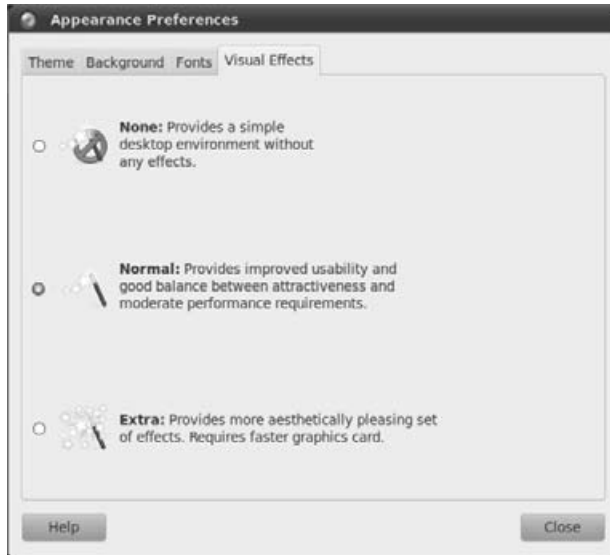 Appearance Preferences
Theme Background Fonts Visual Effects
None: Provides a simple
desktop environment without
any effects.
Normal: Provides improved usability and
good balance between attractiveness and
moderate performance requirements.
Extra: Provides more aesthetically pleasing set
of effects. Requires faster graphics card.
Help Close